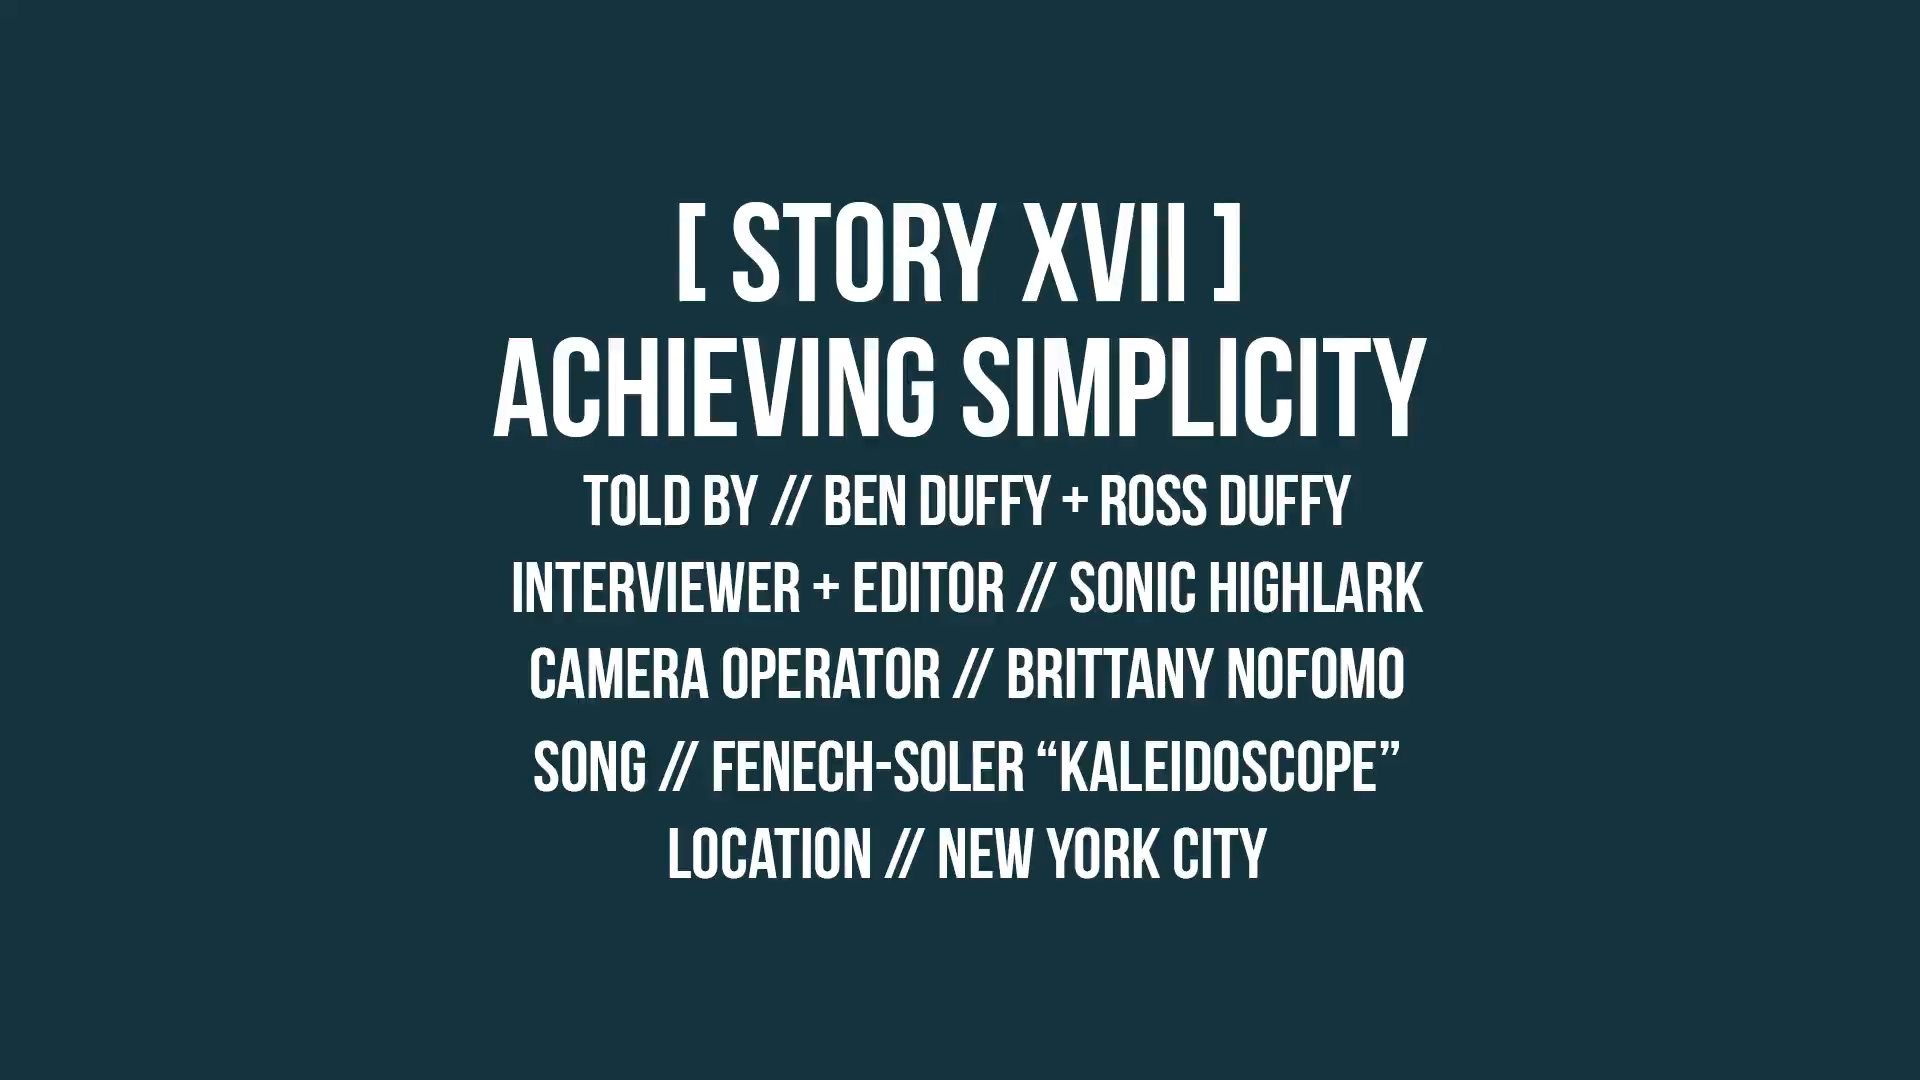 [ STORY XVII ]
ACHIEVING SIMPLICITY
TOLD BY // BEN DUFFY + ROSS DUFFY
INTERVIEWER + EDITOR // SONIC HIGHLARK
CAMERA OPERATOR // BRITTANY NOFOMO
SONG // FENECH-SOLER “KALEIDOSCOPE”
LOCATION // NEW YORK CITY